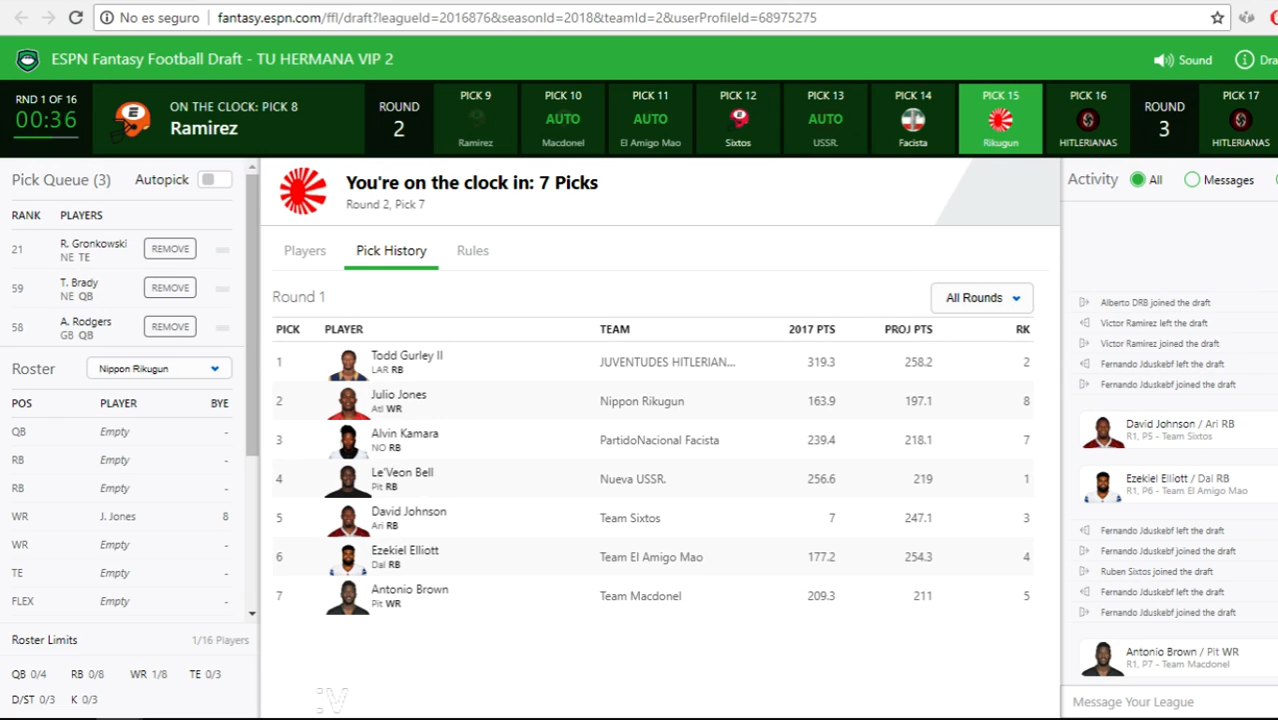 No es seguro fantasy.espn.com/ffl/draft?leagueId=2016876&seasonId=2018&teamId=2&userProfileId=68975275
ESPN Fantasy Football Draft - TU HERMANA VIP 2
Sound
RND 1 OF 16
00:36
ON THE CLOCK: PICK 8
Ramirez
ROUND
2
PICK 9
Ramirez
PICK 10
AUTO
Macdonel
PICK 11
AUTO
El Amigo Mao
PICK 12
Sixtos
PICK 13
AUTO
USSR.
PICK 14
Facista
PICK 15
Rikugun
PICK 16
HITLERIANAS
ROUND
3
PICK 17
HITLERIANAS
Pick Queue (3) Autopick
RANK PLAYERS
21 R. Gronkowski REMOVE
NE TE
59 T. Brady REMOVE
NE QB
58 A. Rodgers REMOVE
GB QB
Roster Nippon Rikugun
POS PLAYER BYE
QB Empty -
RB Empty -
RB Empty -
WR J. Jones 8
WR Empty -
TE Empty -
FLEX Empty -
Roster Limits 1/16 Players
QB 0/4 RB 0/8 WR 1/8 TE 0/3
D/ST 0/3 K 0/3
You're on the clock in: 7 Picks
Round 2, Pick 7
Players Pick History Rules
Round 1 All Rounds
PICK PLAYER TEAM 2017 PTS PROJ PTS RK
1 Todd Gurley II LAR RB JUVENTUDES HITLERIAN... 319.3 258.2 2
2 Julio Jones Atl WR Nippon Rikugun 163.9 197.1 8
3 Alvin Kamara NO RB PartidoNacional Facista 239.4 218.1 7
4 Le'Veon Bell Pit RB Nueva USSR. 256.6 219 1
5 David Johnson Ari RB Team Sixtos 7 247.1 3
6 Ezekiel Elliott Dal RB Team El Amigo Mao 177.2 254.3 4
7 Antonio Brown Pit WR Team Macdonel 209.3 211 5
:V
Activity All Messages
Alberto DRB joined the draft
Victor Ramirez left the draft
Victor Ramirez joined the draft
Fernando Jduskebf left the draft
Fernando Jduskebf joined the draft
David Johnson / Ari RB
R1, P5 - Team Sixtos
Ezekiel Elliott / Dal RB
R1, P6 - Team El Amigo Mao
Fernando Jduskebf left the draft
Fernando Jduskebf joined the draft
Ruben Sixtos joined the draft
Fernando Jduskebf left the draft
Fernando Jduskebf joined the draft
Antonio Brown / Pit WR
R1, P7 - Team Macdonel
Message Your League